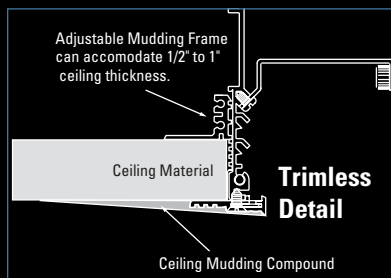 Adjustable Mudding Frame
can accomodate 1/2" to 1"
ceiling thickness.
Ceiling Material
Trimless
Detail
Ceiling Mudding Compound